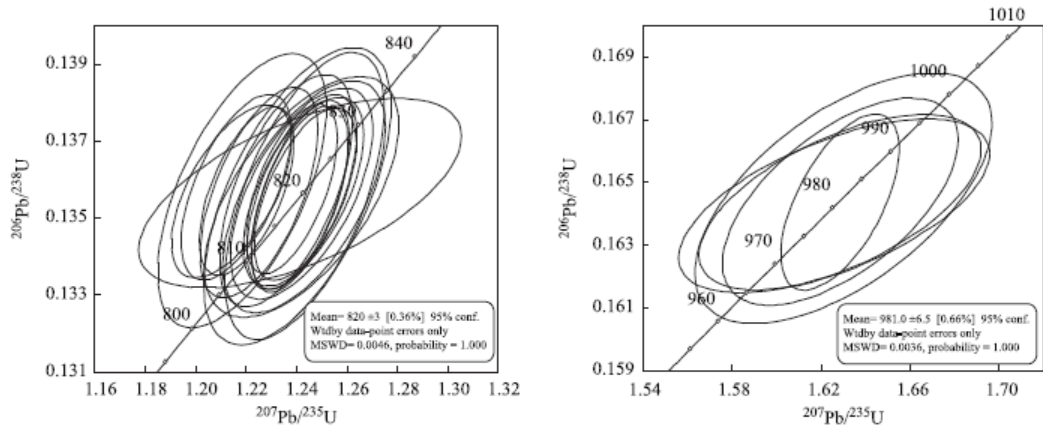 0.139
0.137
0.135
0.133
0.131
206Pb/238U
840
830
820
810
800
Mean= 820 ±3 [0.36%] 95% conf.
Wtdby data-point errors only
MSWD= 0.0046, probability = 1.000
1.16 1.18 1.20 1.22 1.24 1.26 1.28 1.30 1.32
207Pb/235U
0.169
0.167
0.165
0.163
0.161
0.159
206Pb/238U
1010
1000
990
980
970
960
Mean= 981.0 ±6.5 [0.66%] 95% conf.
Wtdby data-point errors only
MSWD= 0.0036, probability = 1.000
1.54 1.58 1.62 1.66 1.70
207Pb/235U